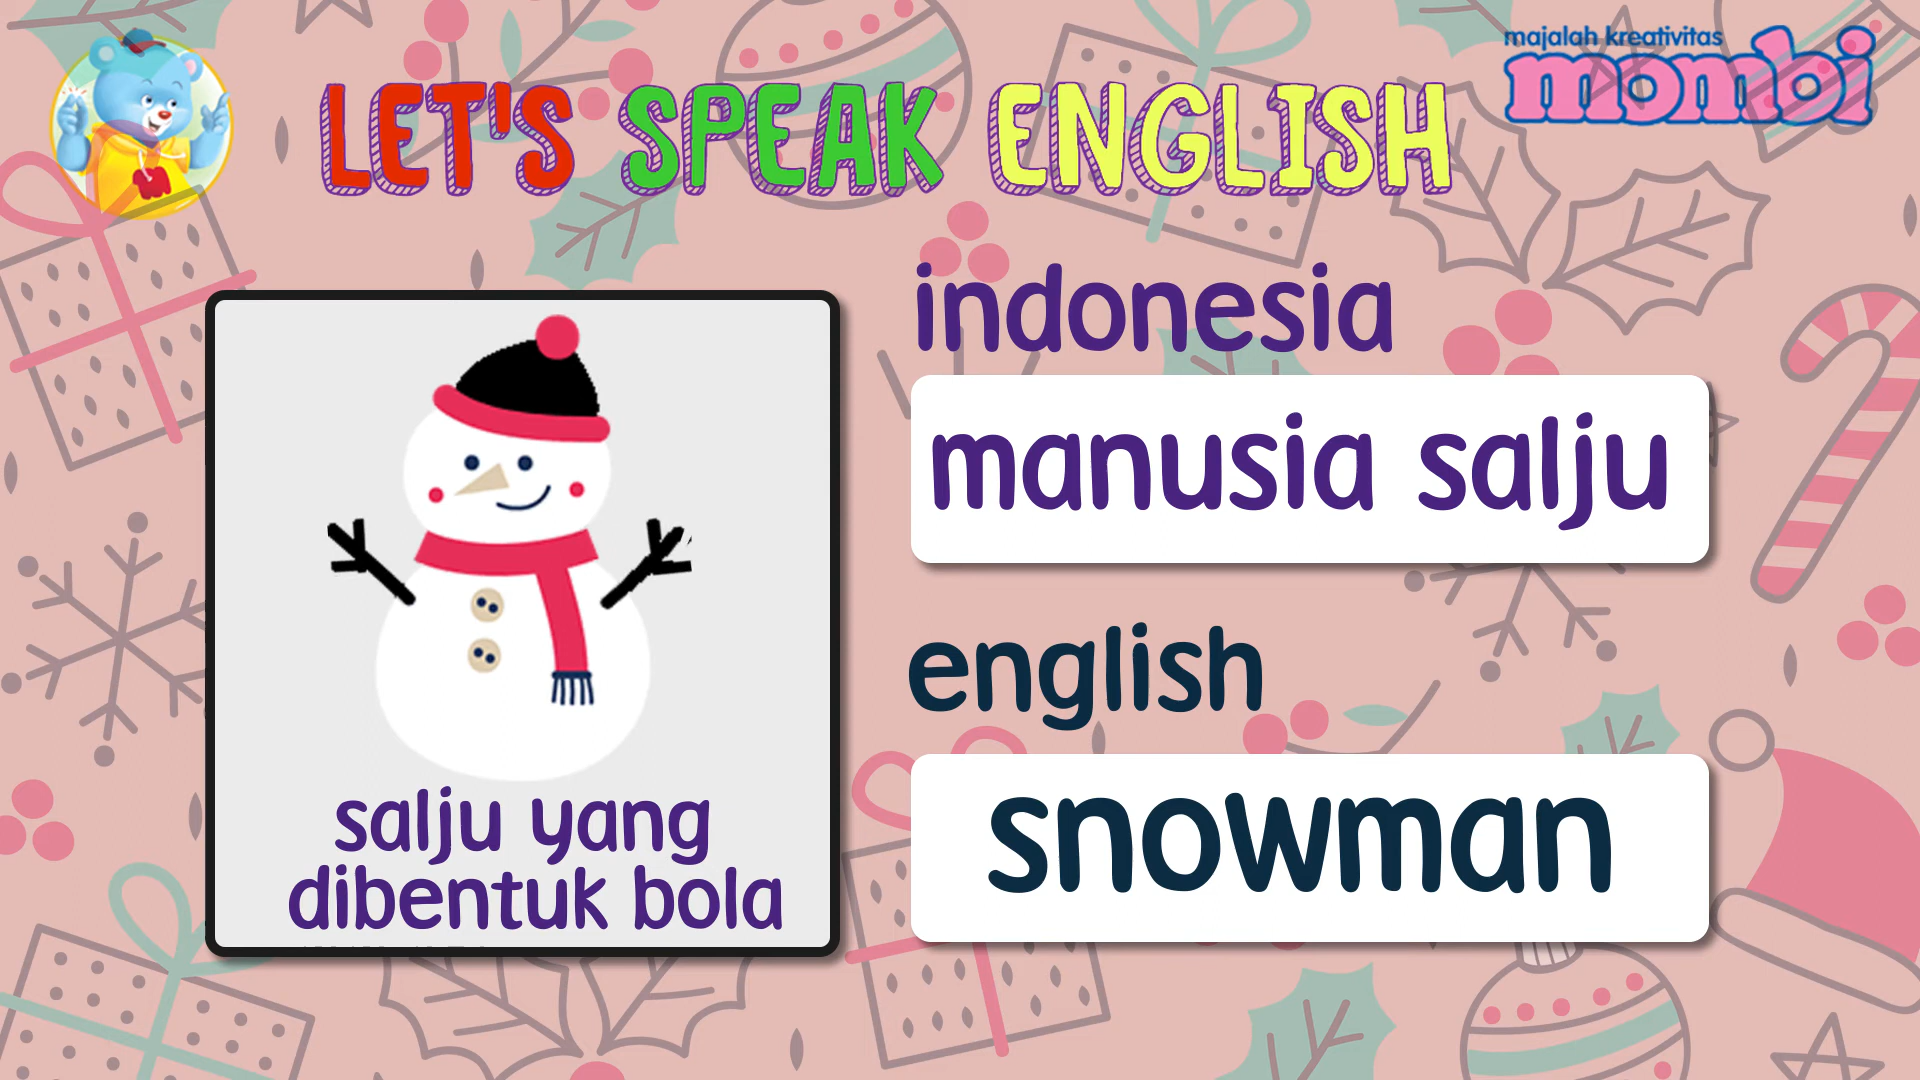 majalah kreativitas
mombi
LET'S SPEAK ENGLISH
indonesia
manusia salju
english
snowman
salju yang
dibentuk bola